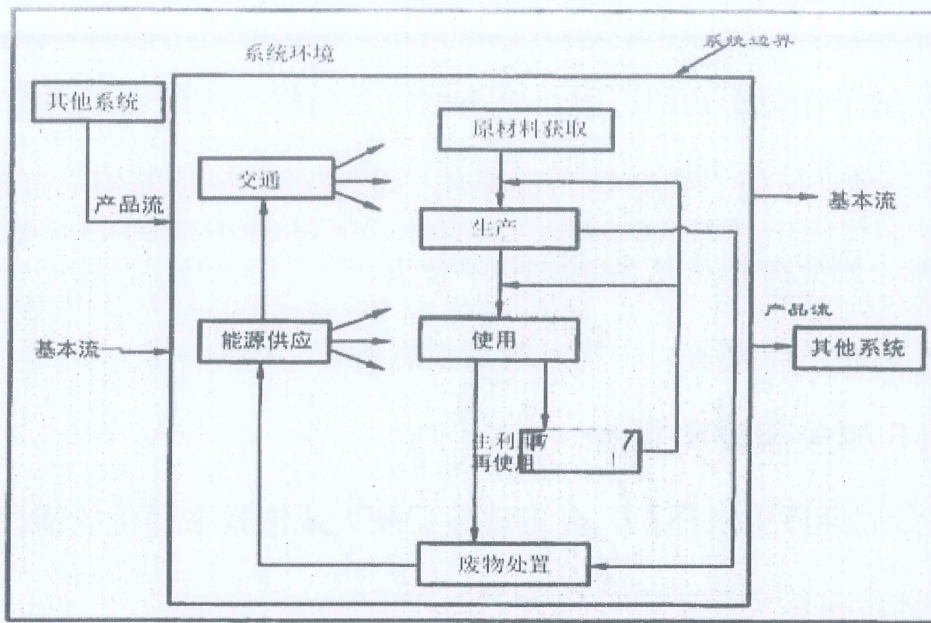 系统环境
系统边界
其他系统
原材料获取
交通
产品流
基本流
生产
产品流
能源供应
使用
基本流
其他系统
生利
再使用
废物处置